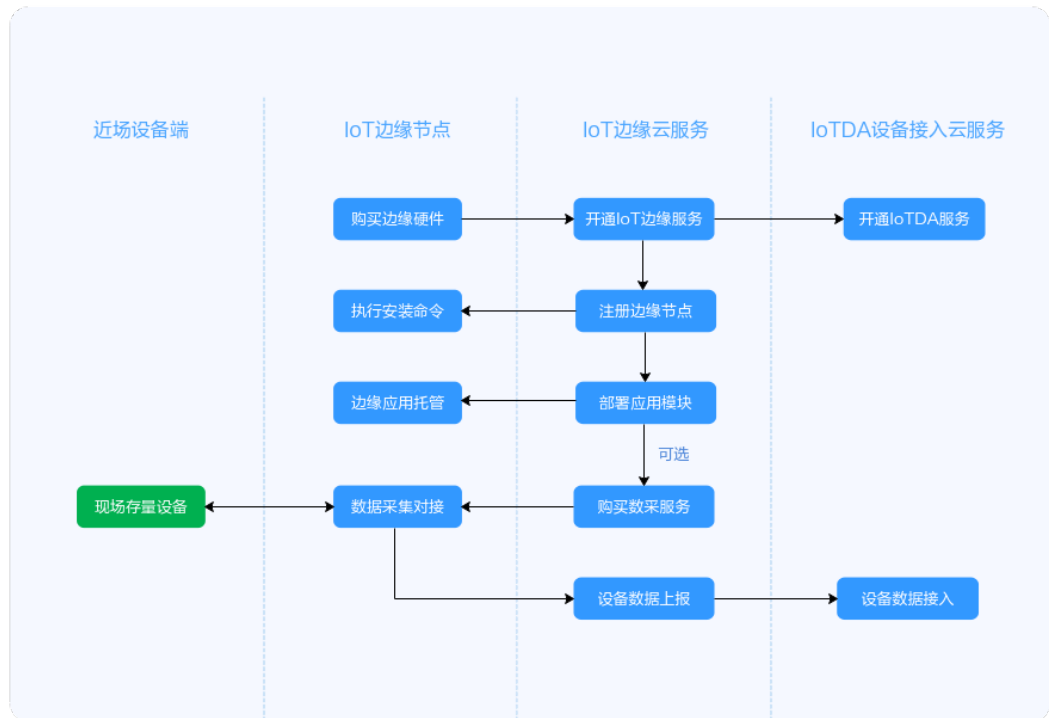 近场设备端
IoT边缘节点
IoT边缘云服务
IoTDA设备接入云服务
购买边缘硬件
开通IoT边缘服务
开通IoTDA服务
执行安装命令
注册边缘节点
边缘应用托管
部署应用模块
可选
现场存量设备
数据采集对接
购买数采服务
设备数据上报
设备数据接入